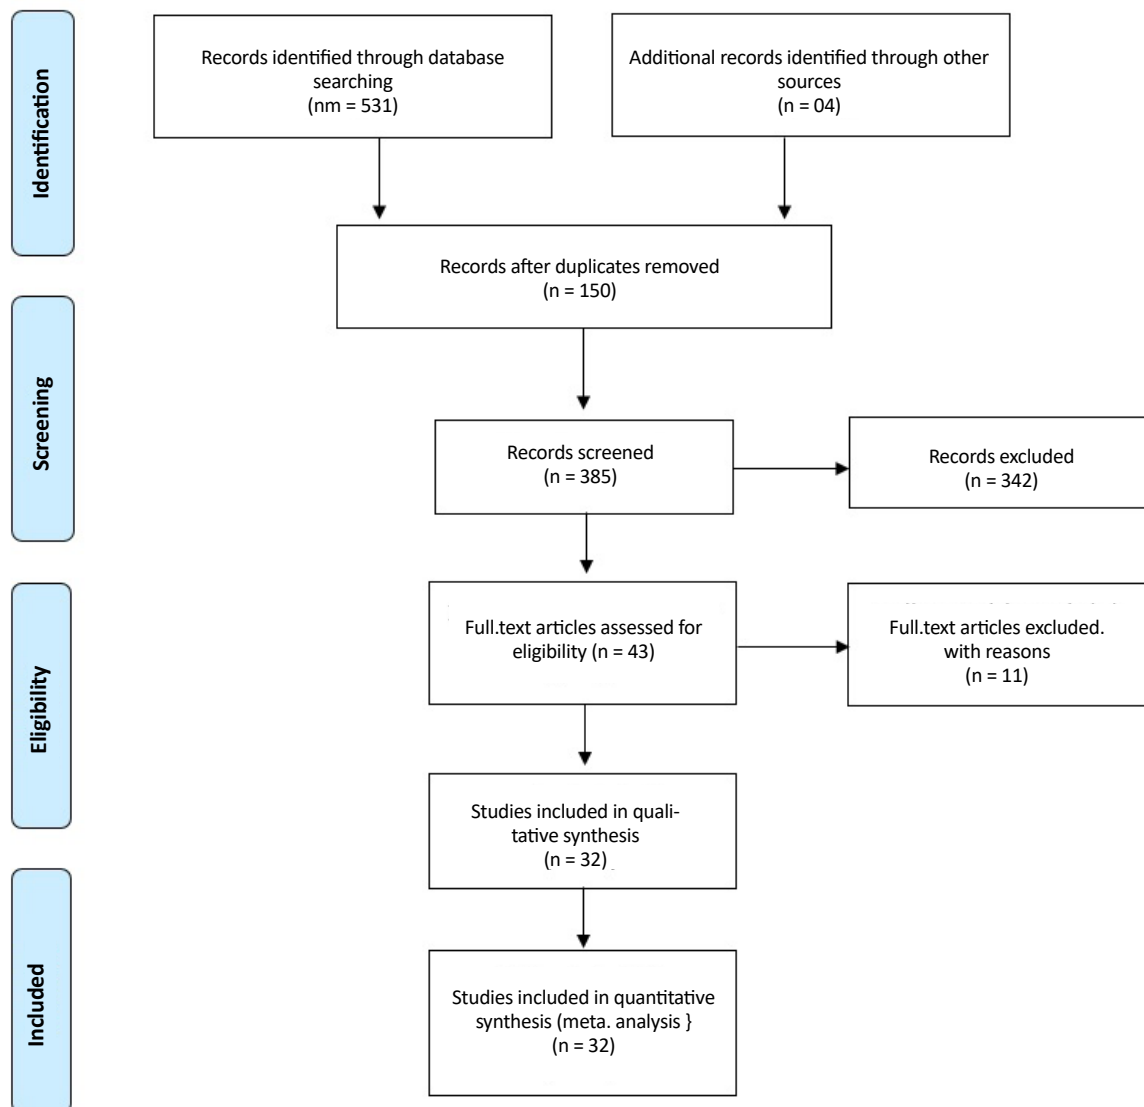 Identification
Records identified through database
searching
(nm = 531)
Additional records identified through other
sources
(n = 04)
Records after duplicates removed
(n = 150)
Screening
Records screened
(n = 385)
Records excluded
(n = 342)
Eligibility
Full.text articles assessed for
eligibility (n = 43)
Full.text articles excluded.
with reasons
(n = 11)
Studies included in quali-
tative synthesis
(n = 32)
Included
Studies included in quantitative
synthesis (meta. analysis }
(n = 32)